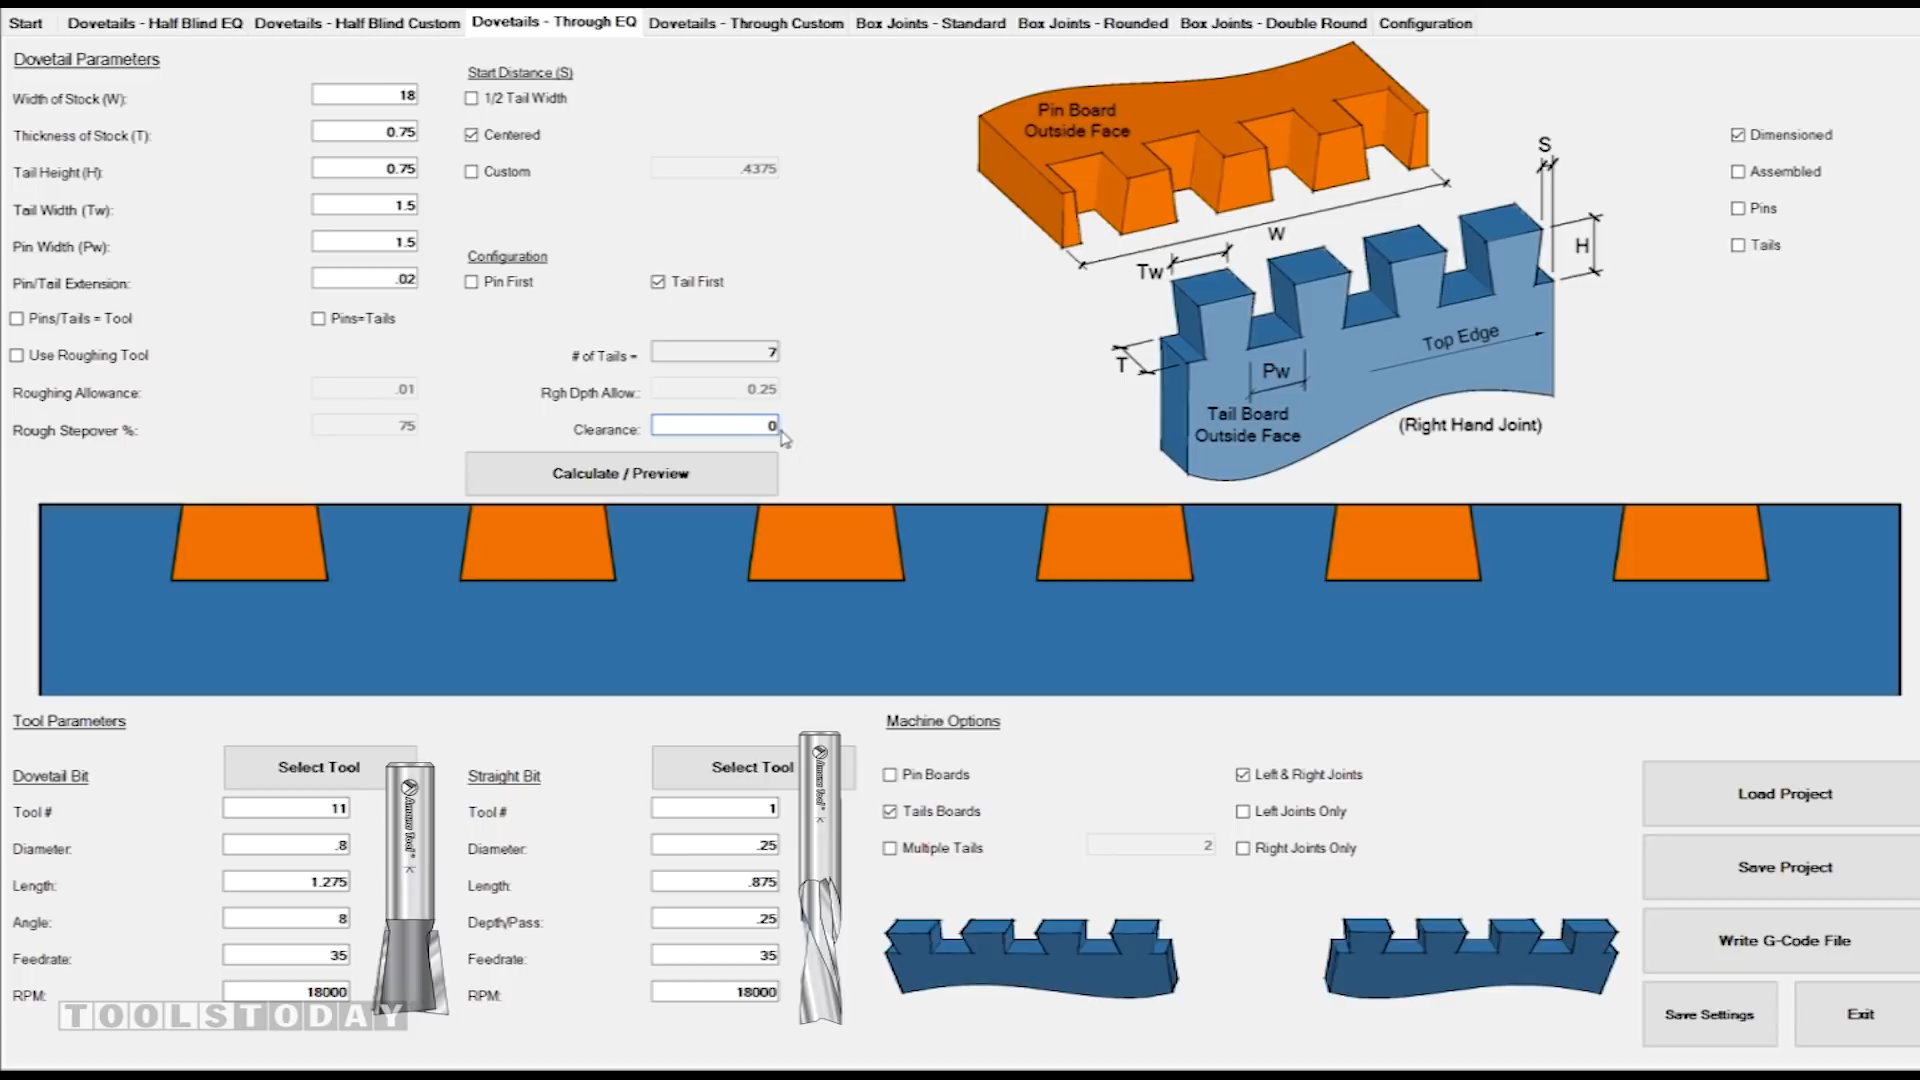 Start Dovetails - Half Blind EQ Dovetails - Half Blind Custom Dovetails - Through EQ Dovetails - Through Custom Box Joints - Standard Box Joints - Rounded Box Joints - Double Round Configuration
Dovetail Parameters
Width of Stock (W): 18
Thickness of Stock (T): 0.75
Tail Height (H): 0.75
Tail Width (Tw): 1.5
Pin Width (Pw): 1.5
Pin/Tail Extension: .02
Pins/Tails = Tool Pins=Tails
Use Roughing Tool
Roughing Allowance: .01
Rough Stepover %: 75
Start Distance (S)
1/2 Tail Width
Centered
Custom .4375
Configuration
Pin First Tail First
# of Tails = 7
Rgh Dpth Allow.: 0.25
Clearance: 0
Calculate / Preview
Pin Board
Outside Face
S
W
H
Tw
T
Top Edge
Pw
Tail Board
Outside Face
(Right Hand Joint)
Dimensioned
Assembled
Pins
Tails
Tool Parameters
Dovetail Bit Select Tool
Tool # 11
Diameter: .8
Length: 1.275
Angle: 8
Feedrate: 35
RPM: 18000
Amana Tool
TOOLSTODAY
Straight Bit Select Tool
Tool # 1
Diameter: .25
Length: .875
Depth/Pass: .25
Feedrate: 35
RPM: 18000
Amana Tool
Machine Options
Pin Boards Left & Right Joints
Tails Boards Left Joints Only
Multiple Tails 2 Right Joints Only
Load Project
Save Project
Write G-Code File
Save Settings Exit